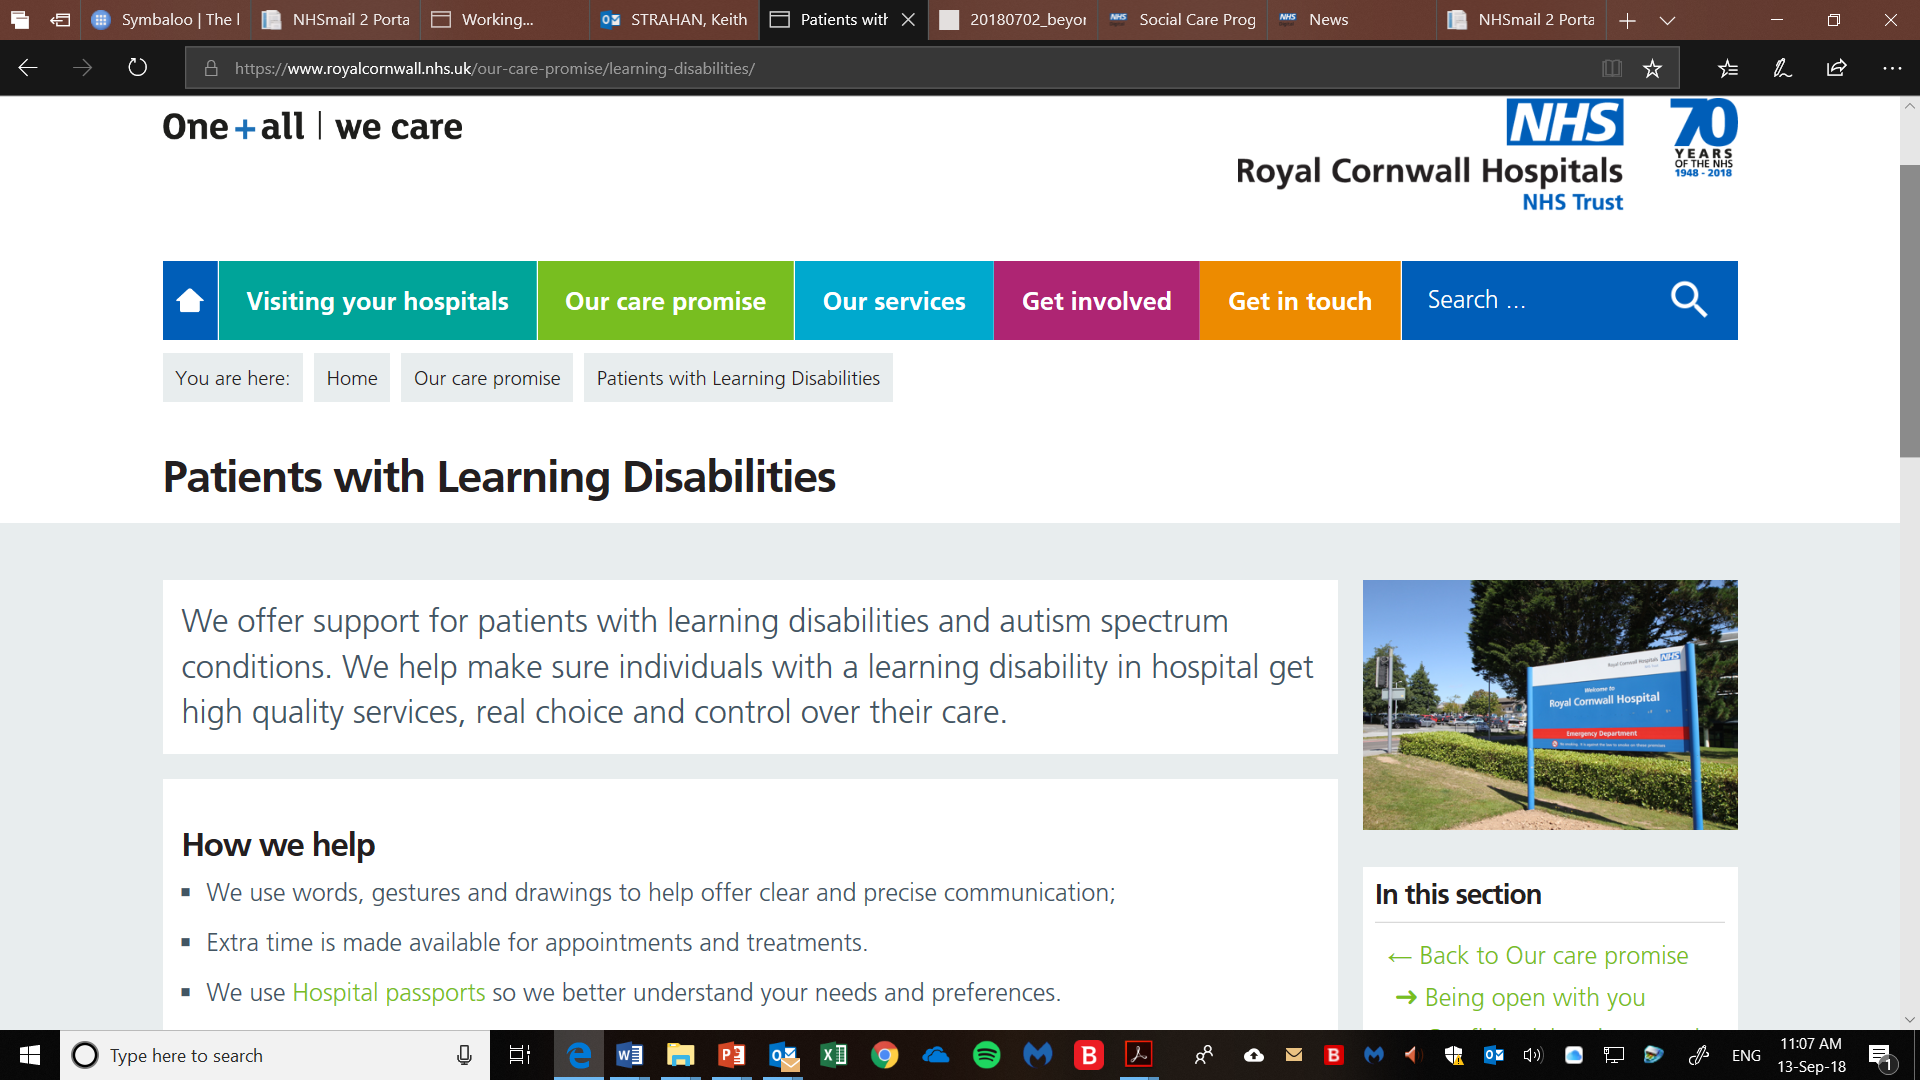 Symbaloo | The
NHSmail 2 Porta
Working...
STRAHAN, Keith
Patients with
20180702_beyon
Social Care Prog
News
NHSmail 2 Porta
https://www.royalcornwall.nhs.uk/our-care-promise/learning-disabilities/
One + all | we care
NHS
Royal Cornwall Hospitals
NHS Trust
70
YEARS
OF THE NHS
1948 - 2018
Visiting your hospitals
Our care promise
Our services
Get involved
Get in touch
Search ...
You are here:
Home
Our care promise
Patients with Learning Disabilities
Patients with Learning Disabilities
We offer support for patients with learning disabilities and autism spectrum
conditions. We help make sure individuals with a learning disability in hospital get
high quality services, real choice and control over their care.
Royal Cornwall Hospitals NHS
Welcome to
Royal Cornwall Hospital
Emergency Department
How we help
▪ We use words, gestures and drawings to help offer clear and precise communication;
▪ Extra time is made available for appointments and treatments.
▪ We use Hospital passports so we better understand your needs and preferences.
In this section
← Back to Our care promise
➔ Being open with you
Type here to search
ENG
11:07 AM
13-Sep-18
1